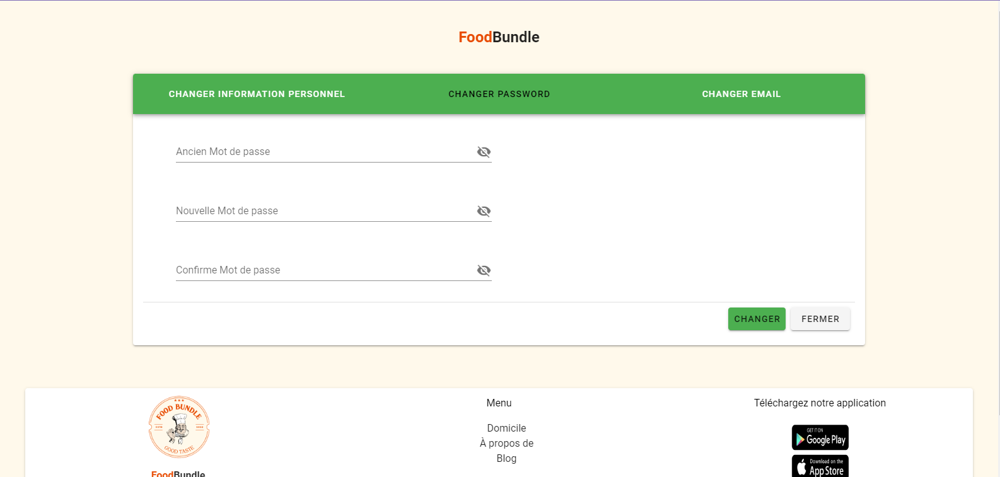 FoodBundle
CHANGER INFORMATION PERSONNEL
CHANGER PASSWORD
CHANGER EMAIL
Ancien Mot de passe
Nouvelle Mot de passe
Confirme Mot de passe
CHANGER
FERMER
FOOD BUNDLE
ESTD
GOOD TASTE
FoodBundle
Menu
Domicile
À propos de
Blog
Téléchargez notre application
GET IT ON
Google Play
Download on the
App Store